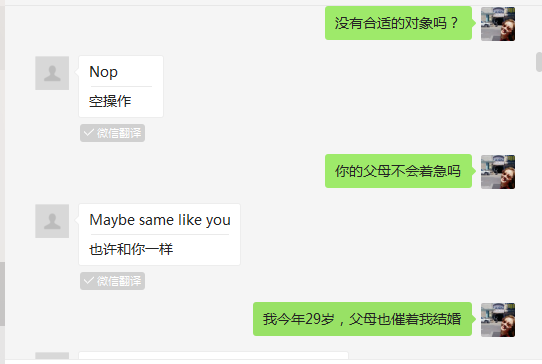 没有合适的对象吗？
Nop
空操作
微信翻译
你的父母不会着急吗
Maybe same like you
也许和你一样
微信翻译
我今年29岁，父母也催着我结婚